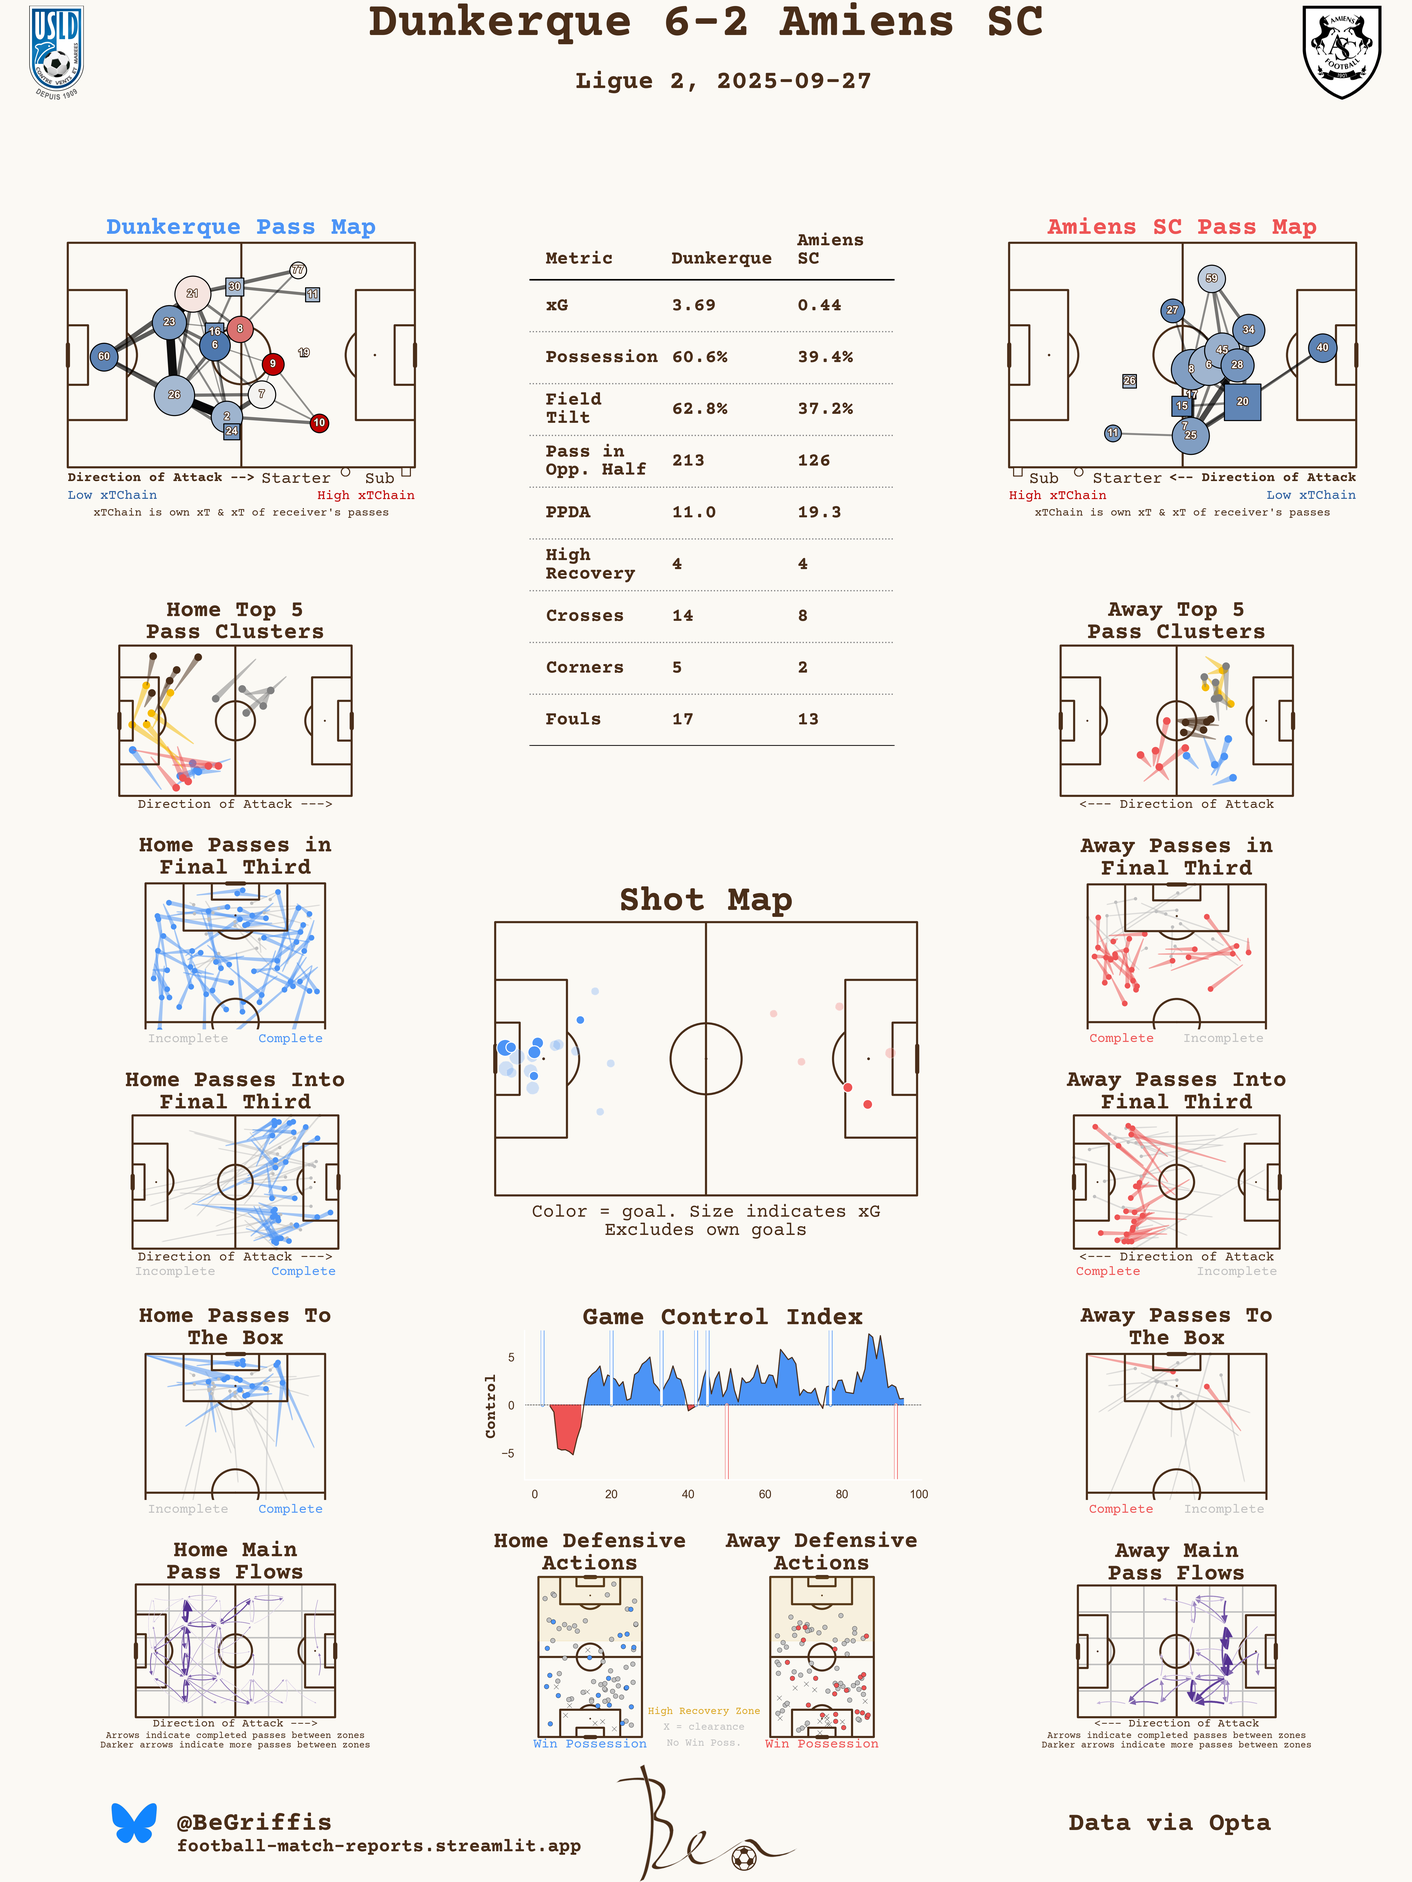 Dunkerque 6-2 Amiens SC
Ligue 2, 2025-09-27
USLD
CONTRE VENTS ET MAREES
DEPUIS 1909
AMIENS
ASC
FOOTBALL
1901
Dunkerque Pass Map
77
30
11
21
23
16
8
6
60
19
9
26
7
2
10
24
Direction of Attack --> Starter Sub
Low xTChain High xTChain
xTChain is own xT & xT of receiver's passes
Metric Dunkerque Amiens SC
xG 3.69 0.44
Possession 60.6% 39.4%
Field Tilt 62.8% 37.2%
Pass in Opp. Half 213 126
PPDA 11.0 19.3
High Recovery 4 4
Crosses 14 8
Corners 5 2
Fouls 17 13
Amiens SC Pass Map
59
27
34
45
40
8
6
28
26
17
15
20
7
11
25
Sub Starter <-- Direction of Attack
High xTChain Low xTChain
xTChain is own xT & xT of receiver's passes
Home Top 5
Pass Clusters
Direction of Attack --->
Away Top 5
Pass Clusters
<--- Direction of Attack
Home Passes in
Final Third
Incomplete Complete
Away Passes in
Final Third
Complete Incomplete
Shot Map
Color = goal. Size indicates xG
Excludes own goals
Home Passes Into
Final Third
Direction of Attack --->
Incomplete Complete
Away Passes Into
Final Third
<--- Direction of Attack
Complete Incomplete
Home Passes To
The Box
Incomplete Complete
Game Control Index
Control
5
0
−5
0 20 40 60 80 100
Away Passes To
The Box
Complete Incomplete
Home Main
Pass Flows
Direction of Attack --->
Arrows indicate completed passes between zones
Darker arrows indicate more passes between zones
Home Defensive
Actions
Win Possession
Away Defensive
Actions
Win Possession
High Recovery Zone
X = clearance
No Win Poss.
Away Main
Pass Flows
<--- Direction of Attack
Arrows indicate completed passes between zones
Darker arrows indicate more passes between zones
@BeGriffis
football-match-reports.streamlit.app
Ben
Data via Opta